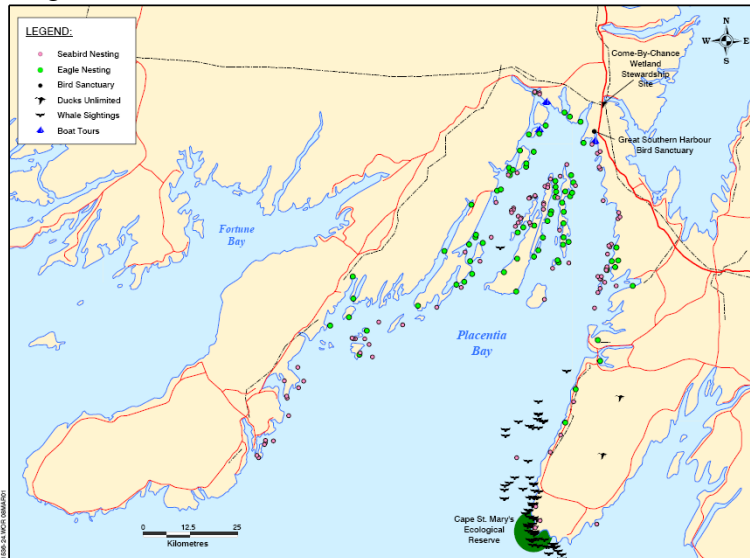 LEGEND:
Seabird Nesting
Eagle Nesting
Bird Sanctuary
Ducks Unlimited
Whale Sightings
Boat Tours
N
W
E
S
Come-By-Chance
Wetland
Stewardship
Site
Great Southern Harbour
Bird Sanctuary
Fortune
Bay
Placentia
Bay
Cape St. Mary's
Ecological
Reserve
0
12.5
25
Kilometres